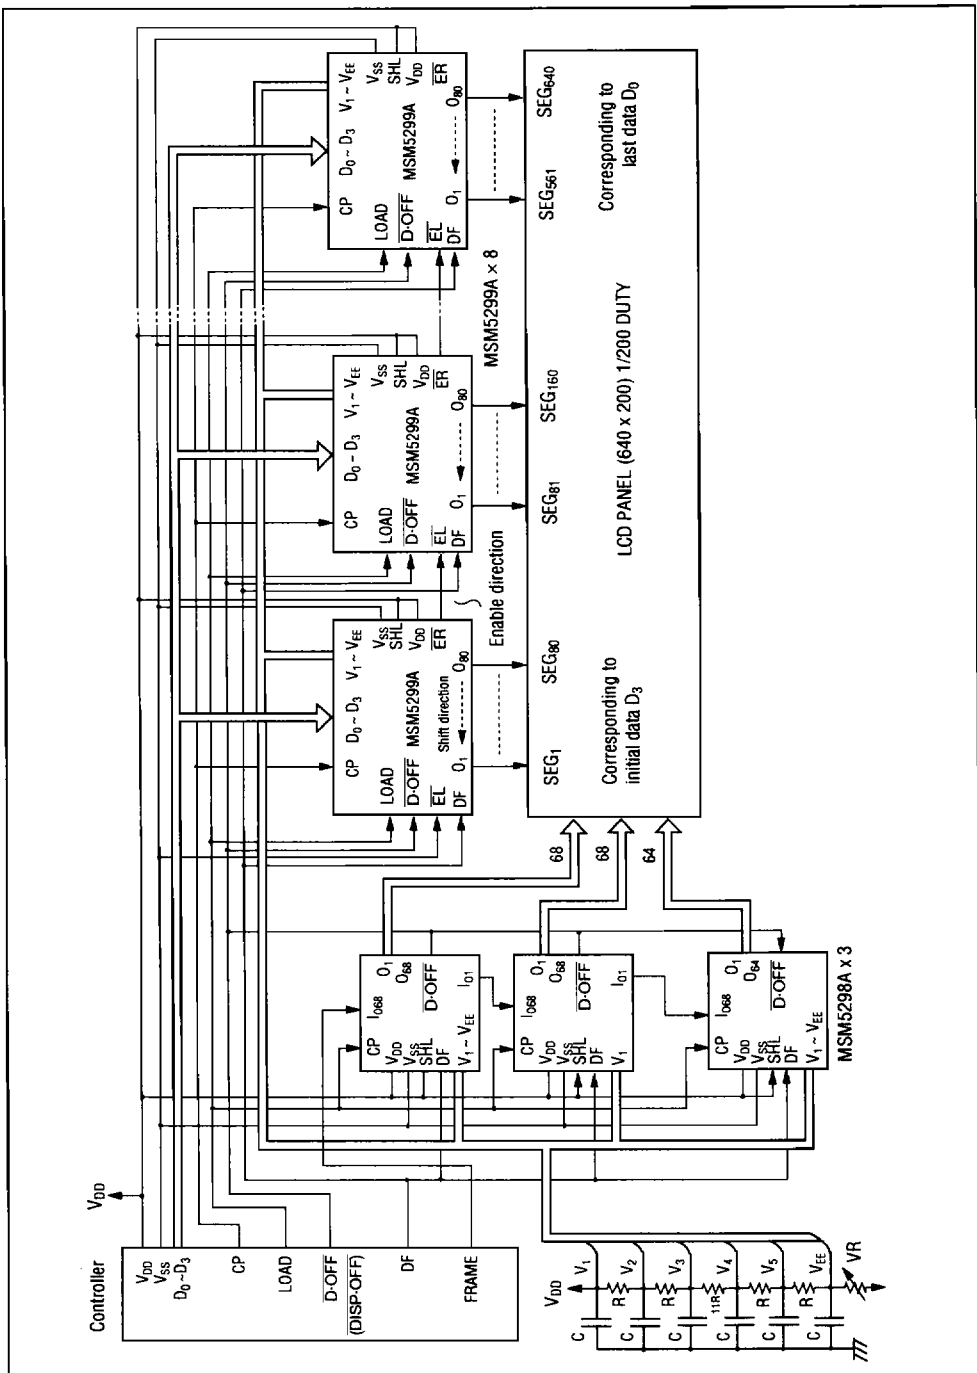 Controller
VDD
VDD
VSS
D0 ~ D3
CP
LOAD
D-OFF
(DISP-OFF)
DF
FRAME
VDD
V1
V2
V3
V4
V5
VEE
VR
R
R
11R
R
R
C
C
C
C
C
C
CP
IO68
O1
O68
D-OFF
IO1
VDD
VSS
SHL
DF
V1 ~ VEE
CP
IO68
O1
O68
D-OFF
IO1
VDD
VSS
SHL
DF
V1
CP
IO68
O1
O64
D-OFF
VDD
VSS
SHL
DF
V1 ~ VEE
MSM5298A x 3
68
68
64
CP
D0 ~ D3
V1 ~ VEE
LOAD
D-OFF
EL
DF
MSM5299A
Shift direction
VSS
SHL
VDD
ER
O1
O80
Enable direction
CP
D0 ~ D3
V1 ~ VEE
LOAD
D-OFF
EL
DF
MSM5299A
VSS
SHL
VDD
ER
O1
O80
MSM5299A × 8
CP
D0 ~ D3
V1 ~ VEE
LOAD
D-OFF
EL
DF
MSM5299A
VSS
SHL
VDD
ER
O1
O80
SEG1
SEG80
SEG81
SEG160
SEG561
SEG640
Corresponding to
initial data D3
LCD PANEL (640 x 200) 1/200 DUTY
Corresponding to
last data D0